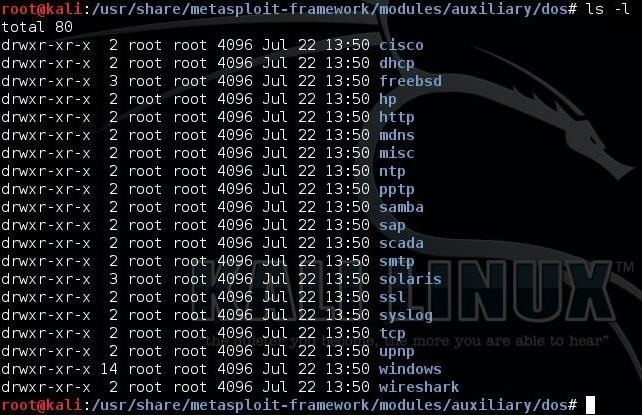 root@kali:/usr/share/metasploit-framework/modules/auxiliary/dos# ls -l
total 80
drwxr-xr-x  2 root root 4096 Jul 22 13:50 cisco
drwxr-xr-x  2 root root 4096 Jul 22 13:50 dhcp
drwxr-xr-x  3 root root 4096 Jul 22 13:50 freebsd
drwxr-xr-x  2 root root 4096 Jul 22 13:50 hp
drwxr-xr-x  2 root root 4096 Jul 22 13:50 http
drwxr-xr-x  2 root root 4096 Jul 22 13:50 mdns
drwxr-xr-x  2 root root 4096 Jul 22 13:50 misc
drwxr-xr-x  2 root root 4096 Jul 22 13:50 ntp
drwxr-xr-x  2 root root 4096 Jul 22 13:50 pptp
drwxr-xr-x  2 root root 4096 Jul 22 13:50 samba
drwxr-xr-x  2 root root 4096 Jul 22 13:50 sap
drwxr-xr-x  2 root root 4096 Jul 22 13:50 scada
drwxr-xr-x  2 root root 4096 Jul 22 13:50 smtp
drwxr-xr-x  3 root root 4096 Jul 22 13:50 solaris
drwxr-xr-x  2 root root 4096 Jul 22 13:50 ssl
drwxr-xr-x  2 root root 4096 Jul 22 13:50 syslog
drwxr-xr-x  2 root root 4096 Jul 22 13:50 tcp
drwxr-xr-x  2 root root 4096 Jul 22 13:50 upnp
drwxr-xr-x 14 root root 4096 Jul 22 13:50 windows
drwxr-xr-x  2 root root 4096 Jul 22 13:50 wireshark
root@kali:/usr/share/metasploit-framework/modules/auxiliary/dos#
KALI LINUX™
"the quieter you become, the more you are able to hear"